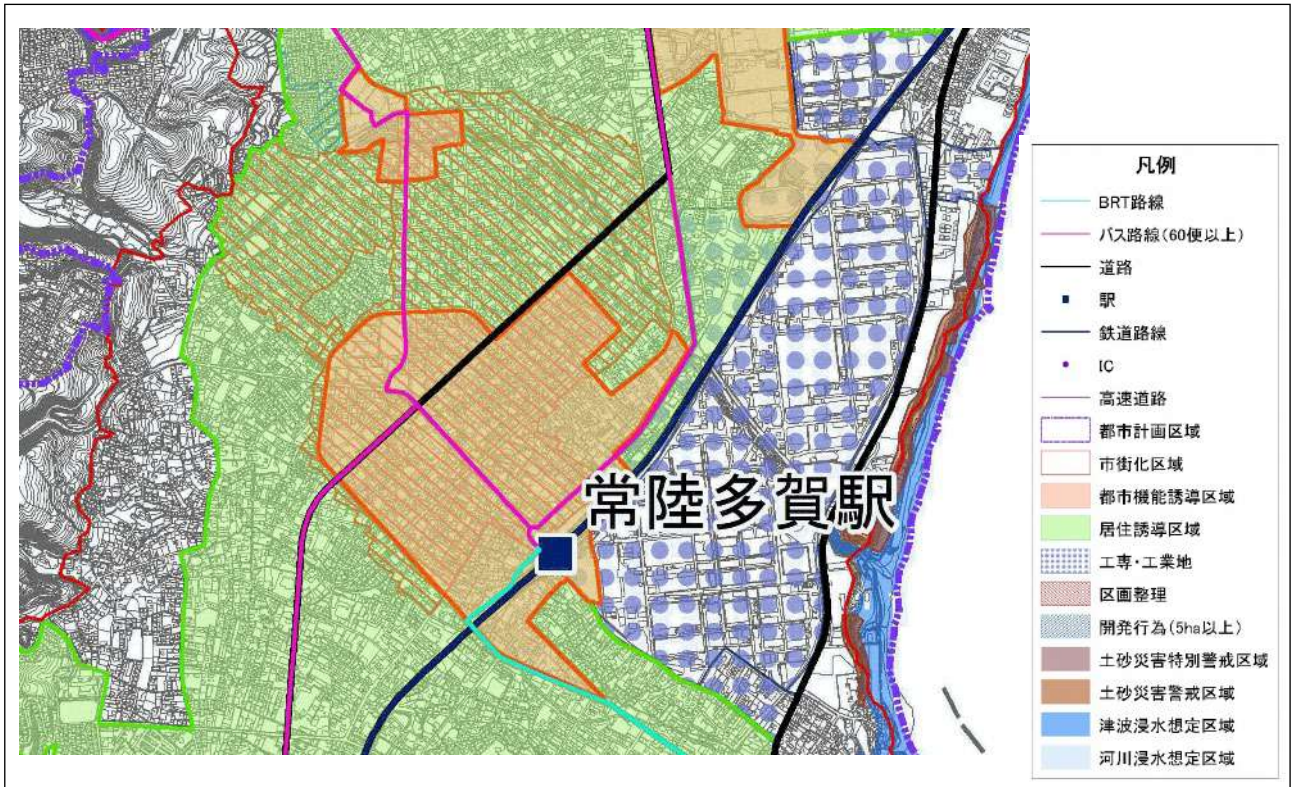 常陸多賀駅
凡例
BRT路線
バス路線(60便以上)
道路
駅
鉄道路線
IC
高速道路
都市計画区域
市街化区域
都市機能誘導区域
居住誘導区域
工専・工業地
区画整理
開発行為(5ha以上)
土砂災害特別警戒区域
土砂災害警戒区域
津波浸水想定区域
河川浸水想定区域